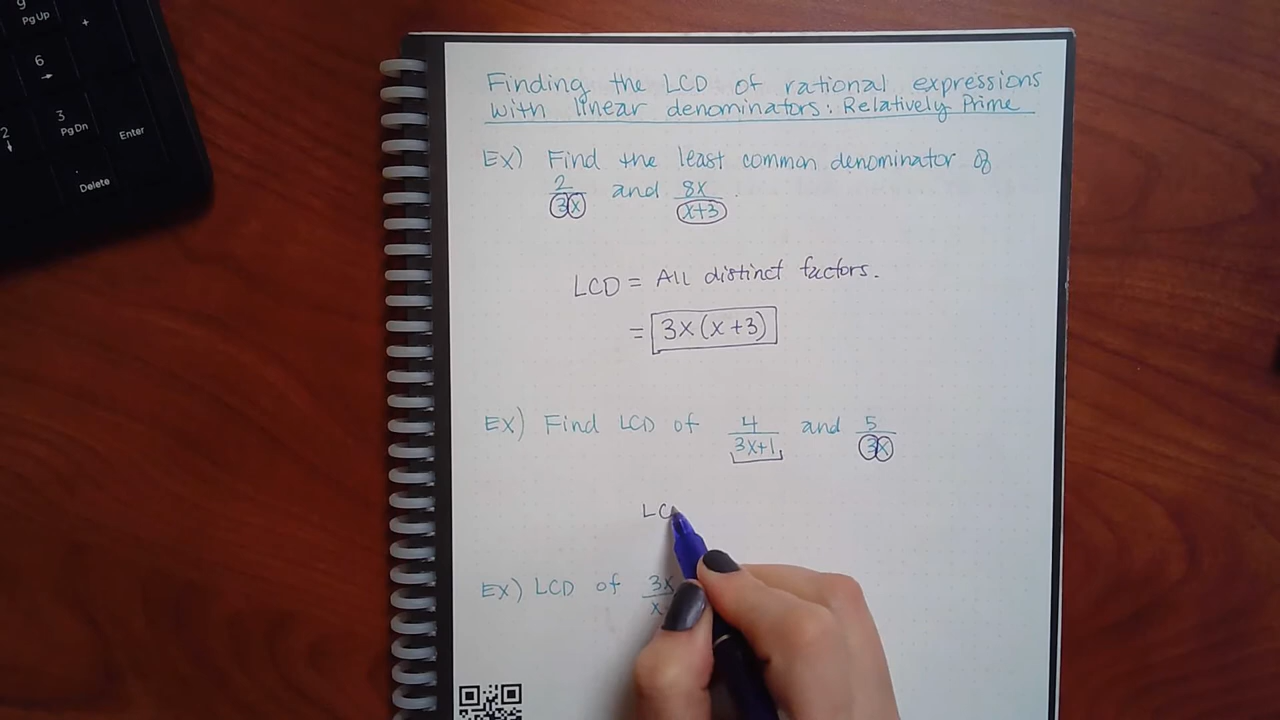 9
PgUp
+
6
→
3
PgDn
2
↓
Enter
.
Delete
Finding the LCD of rational expressions
with linear denominators: Relatively Prime
EX) Find the least common denominator of
2/3x and 8x/x+3.
LCD = All distinct factors.
= 3x(x+3)
EX) Find LCD of 4/3x+1 and 5/3x
LC
EX) LCD of 3x/x